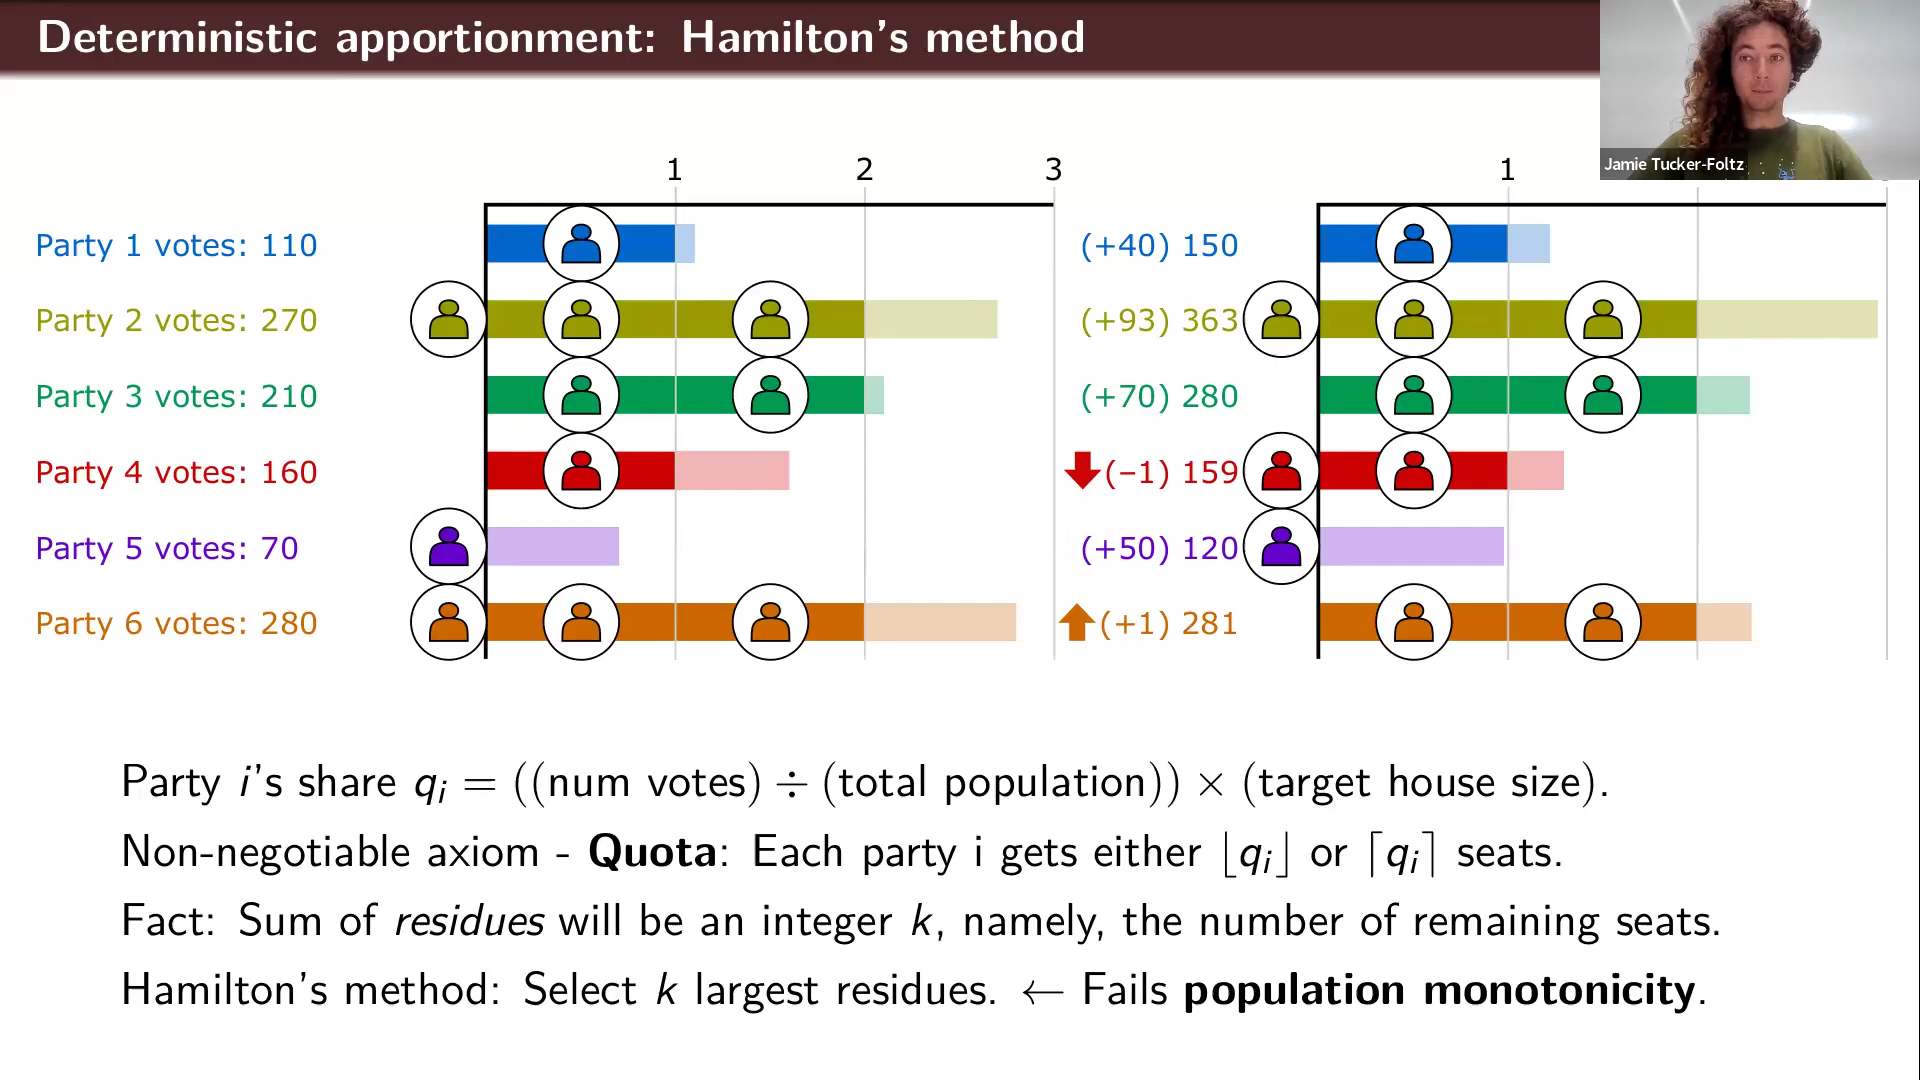 Deterministic apportionment: Hamilton's method
Jamie Tucker-Foltz
1 2 3 1
Party 1 votes: 110 (+40) 150
Party 2 votes: 270 (+93) 363
Party 3 votes: 210 (+70) 280
Party 4 votes: 160 (–1) 159
Party 5 votes: 70 (+50) 120
Party 6 votes: 280 (+1) 281
Party i's share qᵢ = ((num votes) ÷ (total population)) × (target house size).
Non-negotiable axiom - Quota: Each party i gets either ⌊qᵢ⌋ or ⌈qᵢ⌉ seats.
Fact: Sum of residues will be an integer k, namely, the number of remaining seats.
Hamilton's method: Select k largest residues. ← Fails population monotonicity.